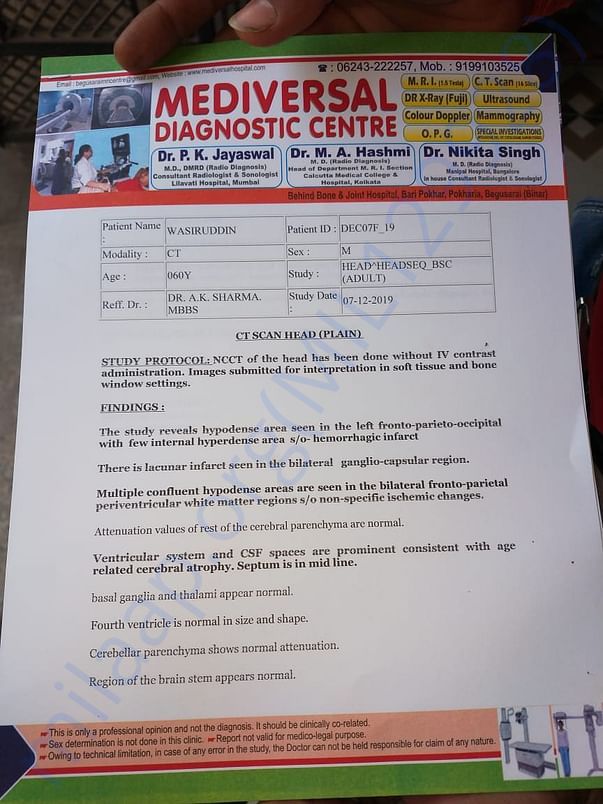 Email : begusaraimricentre@gmail.com, Website : www.mediversalhospital.com
☎ : 06243-222257, Mob. : 9199103525
MEDIVERSAL
DIAGNOSTIC CENTRE
M. R. I. (1.5 Tesla)
C. T. Scan (16 Slice)
DR X-Ray (Fuji)
Ultrasound
Colour Doppler
Mammography
O. P. G.
SPECIAL INVESTIGATIONS
Dr. P. K. Jayaswal
M.D., DMRD (Radio Diagnosis)
Consultant Radiologist & Sonologist
Lilavati Hospital, Mumbai
Dr. M. A. Hashmi
M. D. (Radio Diagnosis)
Head of Department M. R. I. Section
Calcutta Medical College &
Hospital, Kolkata
Dr. Nikita Singh
M. D. (Radio Diagnosis)
Manipal Hospital, Bangalore
In house Consultant Radiologist & Sonologist
Behind Bone & Joint Hospital, Bari Pokhar, Pokharia, Begusarai (Bihar)
Patient Name : WASIRUDDIN Patient ID : DEC07F_19
Modality : CT Sex : M
Age : 060Y Study : HEAD^HEADSEQ_BSC (ADULT)
Reff. Dr. : DR. A.K. SHARMA. MBBS Study Date : 07-12-2019
CT SCAN HEAD (PLAIN)
STUDY PROTOCOL: NCCT of the head has been done without IV contrast
administration. Images submitted for interpretation in soft tissue and bone
window settings.
FINDINGS :
The study reveals hypodense area seen in the left fronto-parieto-occipital
with few internal hyperdense area s/o- hemorrhagic infarct
There is lacunar infarct seen in the bilateral ganglio-capsular region.
Multiple confluent hypodense areas are seen in the bilateral fronto-parietal
periventricular white matter regions s/o non-specific ischemic changes.
Attenuation values of rest of the cerebral parenchyma are normal.
Ventricular system and CSF spaces are prominent consistent with age
related cerebral atrophy. Septum is in mid line.
basal ganglia and thalami appear normal.
Fourth ventricle is normal in size and shape.
Cerebellar parenchyma shows normal attenuation.
Region of the brain stem appears normal.
This is only a professional opinion and not the diagnosis. It should be clinically co-related.
Sex determination is not done in this clinic. Report not valid for medico-legal purpose.
Owing to technical limitation, in case of any error in the study, the Doctor can not be held responsible for claim of any nature.